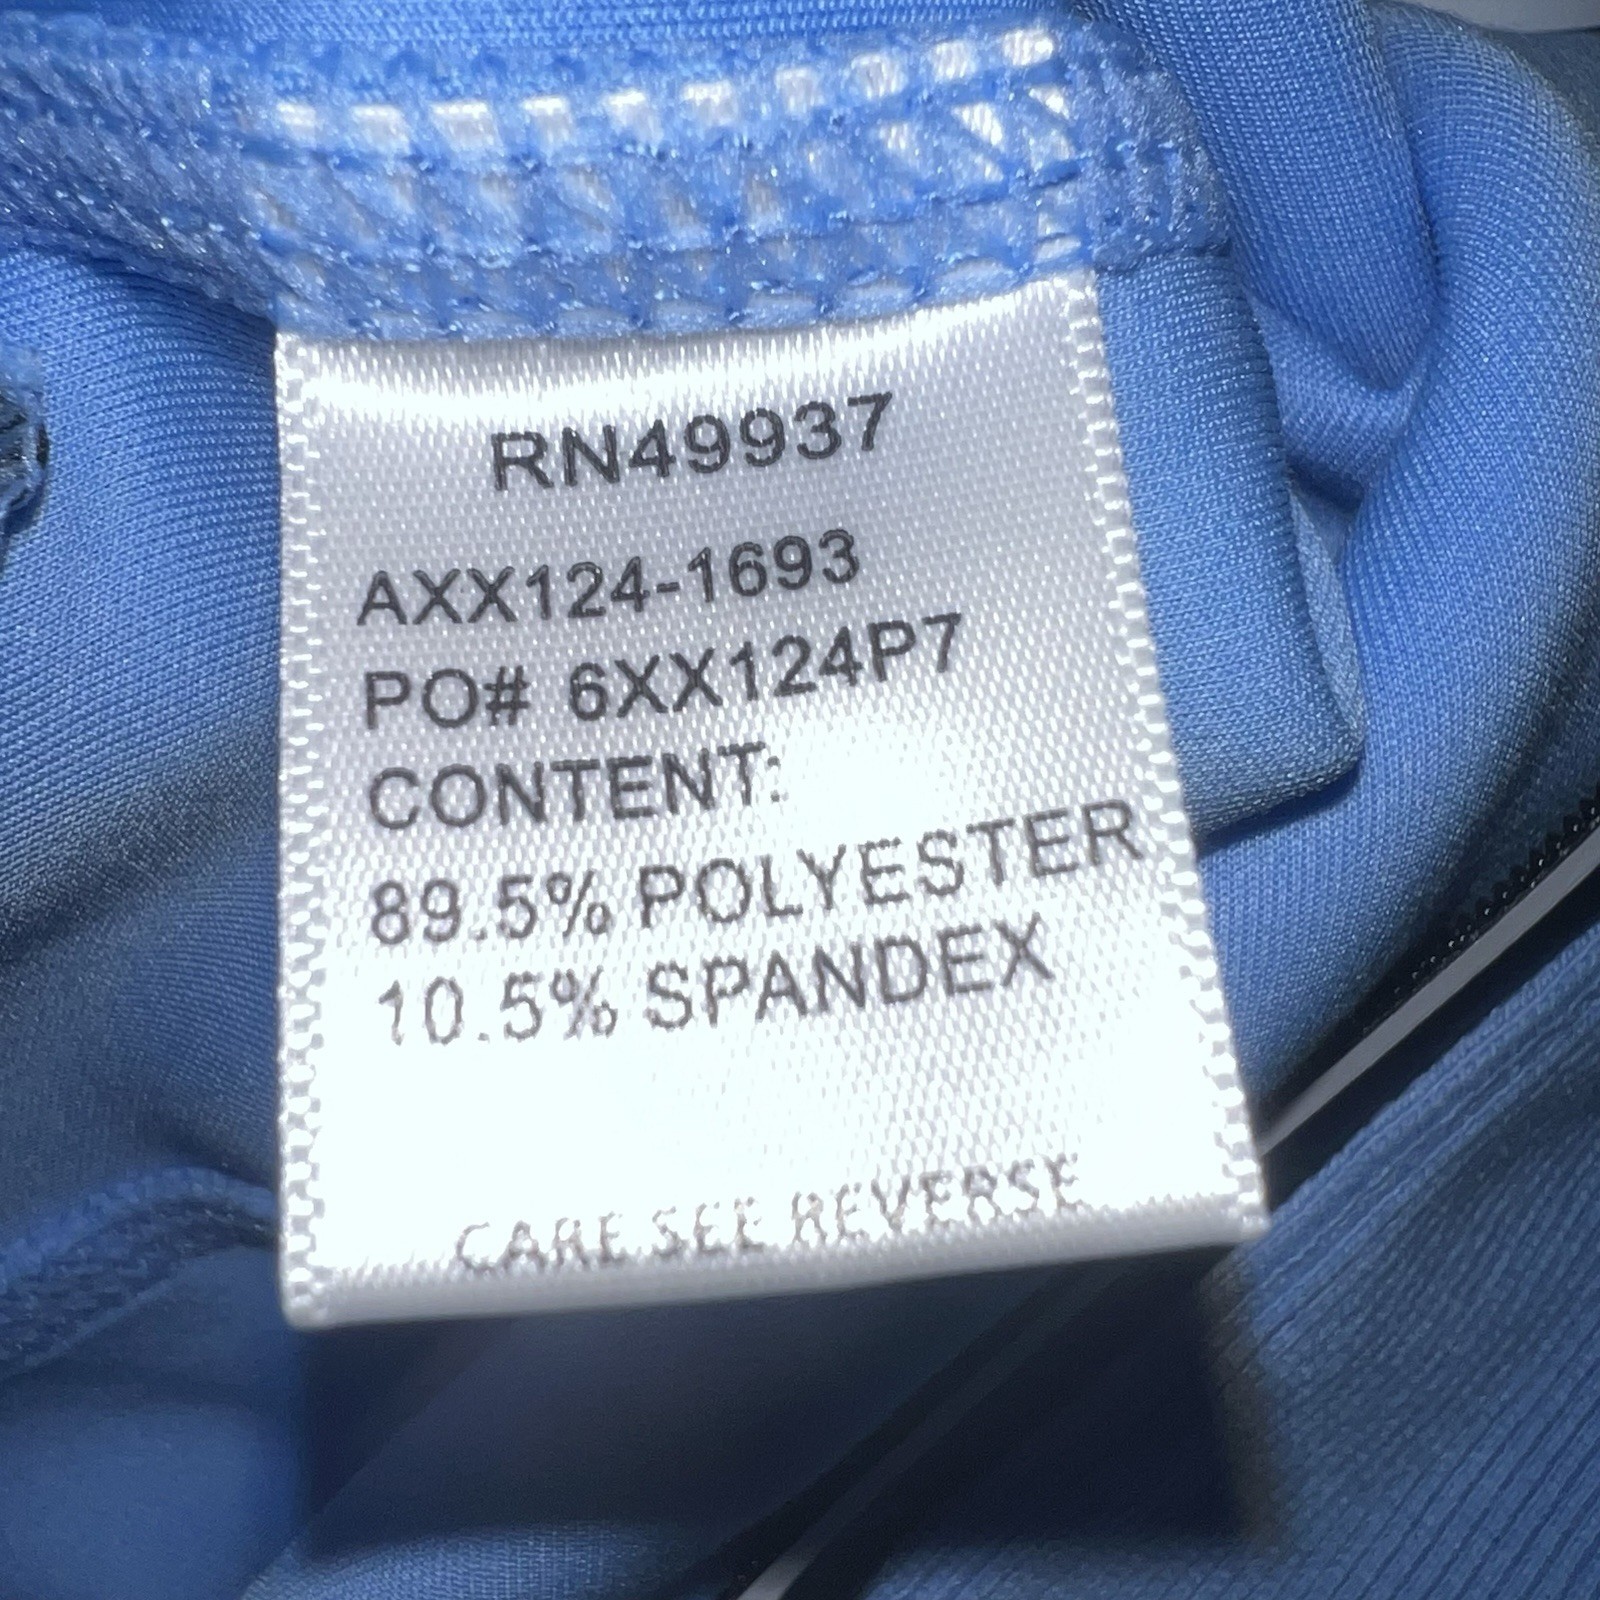 RN49937
AXX124-1693
PO# 6XX124P7
CONTENT:
89.5% POLYESTER
10.5% SPANDEX
CARE SEE REVERSE